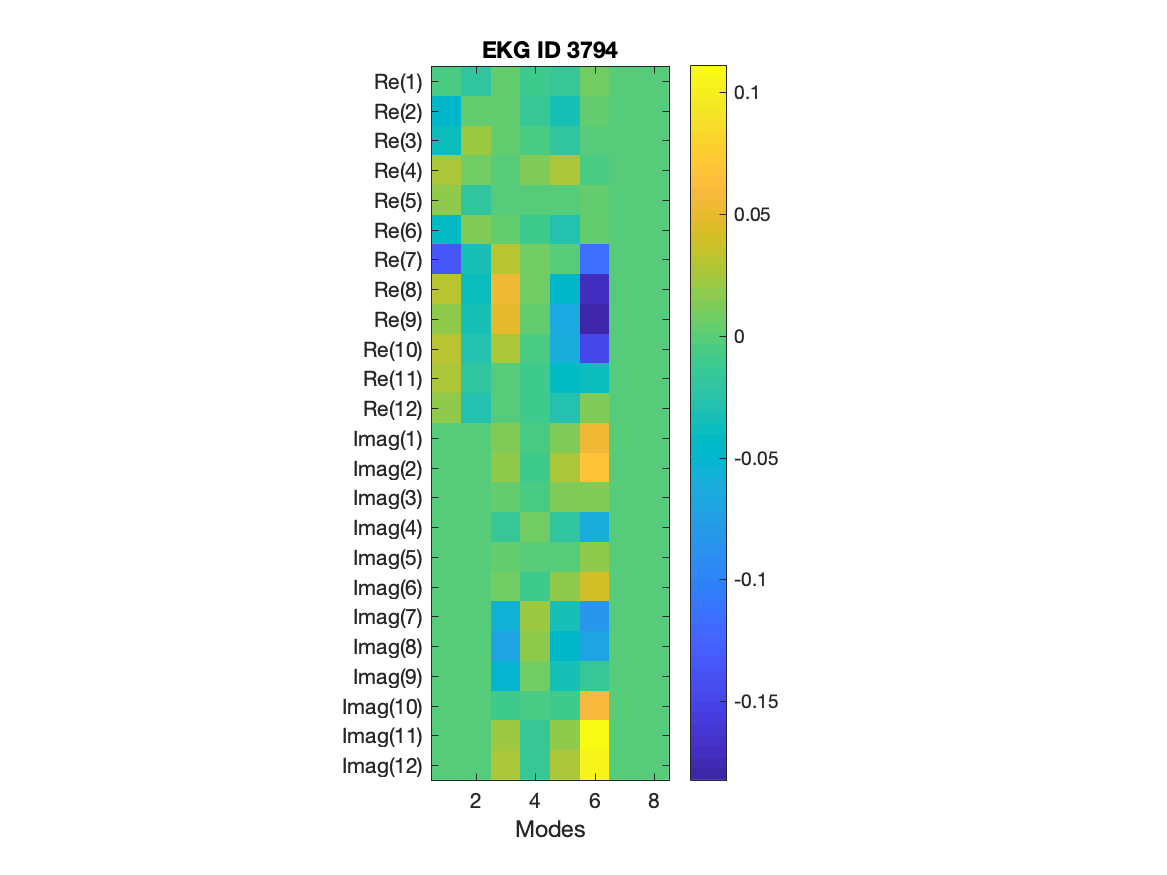 EKG ID 3794
Re(1)
Re(2)
Re(3)
Re(4)
Re(5)
Re(6)
Re(7)
Re(8)
Re(9)
Re(10)
Re(11)
Re(12)
Imag(1)
Imag(2)
Imag(3)
Imag(4)
Imag(5)
Imag(6)
Imag(7)
Imag(8)
Imag(9)
Imag(10)
Imag(11)
Imag(12)
2 4 6 8
Modes
0.1
0.05
0
-0.05
-0.1
-0.15